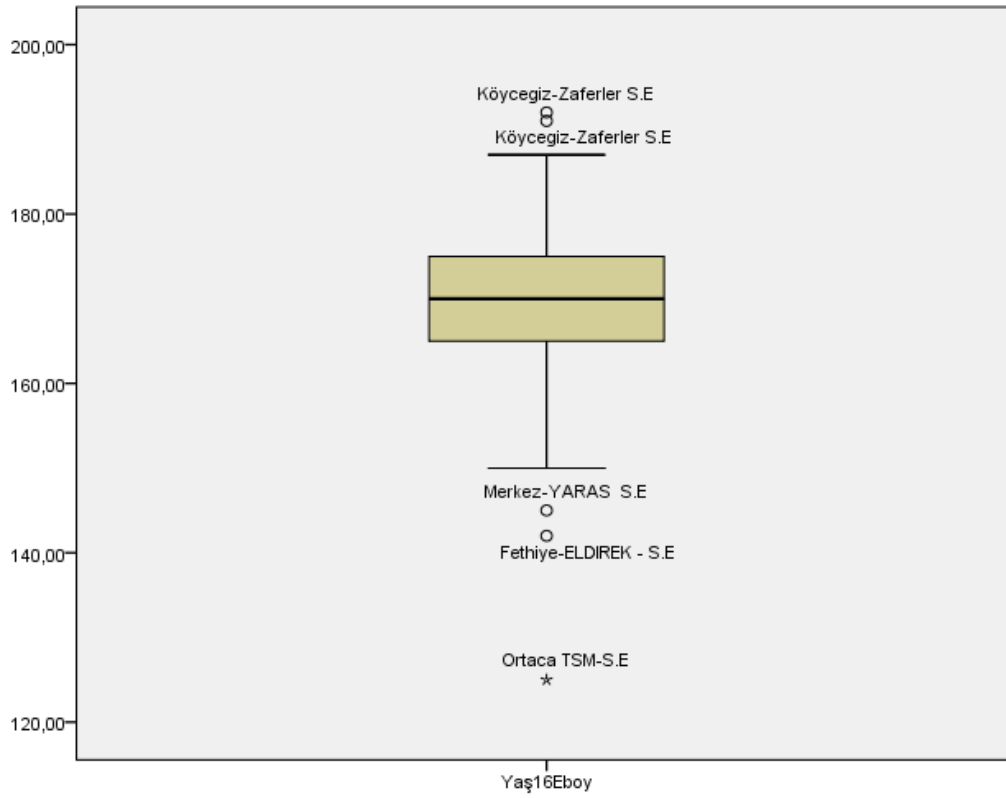 200,00
Köycegiz-Zaferler S.E
Köycegiz-Zaferler S.E
180,00
160,00
Merkez-YARAS S.E
140,00
Fethiye-ELDIREK - S.E
Ortaca TSM-S.E
120,00
Yaş16Eboy